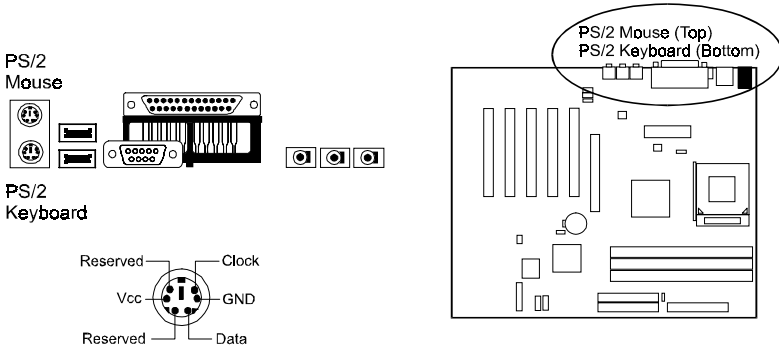 PS/2
Mouse
PS/2
Keyboard
Reserved
Clock
Vcc
GND
Reserved
Data
PS/2 Mouse (Top)
PS/2 Keyboard (Bottom)